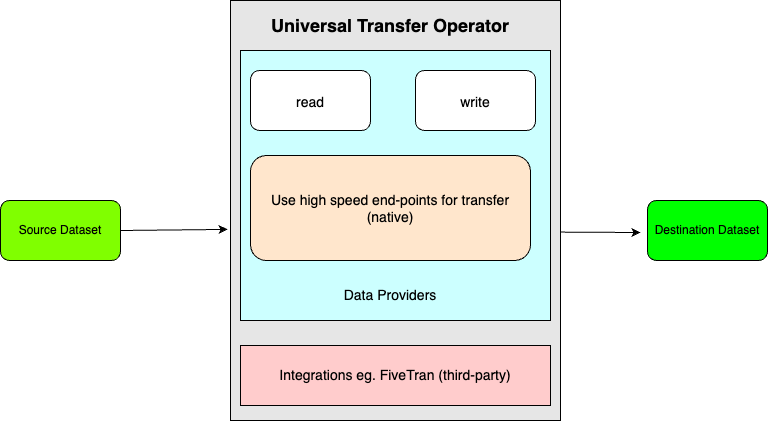 Universal Transfer Operator
read
write
Use high speed end-points for transfer
(native)
Source Dataset
Destination Dataset
Data Providers
Integrations eg. FiveTran (third-party)